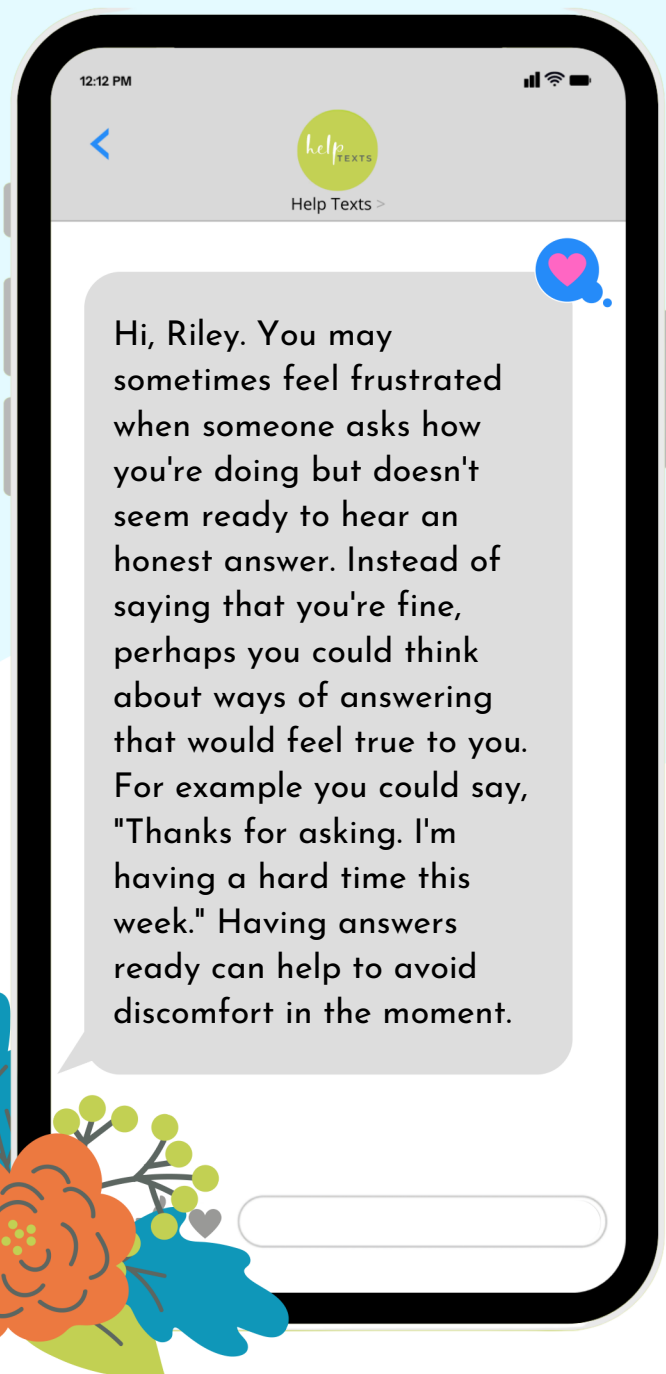 12:12 PM
help
TEXTS
Help Texts >
Hi, Riley. You may
sometimes feel frustrated
when someone asks how
you're doing but doesn't
seem ready to hear an
honest answer. Instead of
saying that you're fine,
perhaps you could think
about ways of answering
that would feel true to you.
For example you could say,
"Thanks for asking. I'm
having a hard time this
week." Having answers
ready can help to avoid
discomfort in the moment.